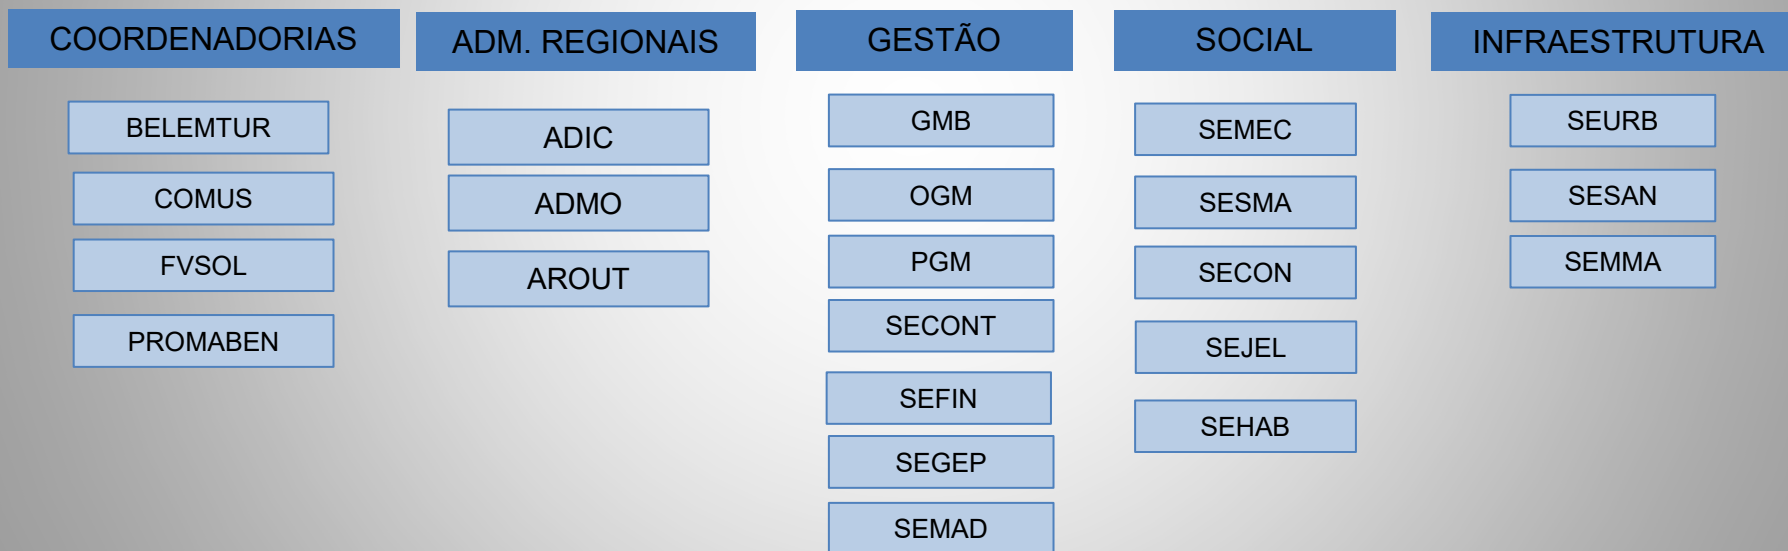 COORDENADORIAS
BELEMTUR
COMUS
FVSOL
PROMABEN
ADM. REGIONAIS
ADIC
ADMO
AROUT
GESTÃO
GMB
OGM
PGM
SECONT
SEFIN
SEGEP
SEMAD
SOCIAL
SEMEC
SESMA
SECON
SEJEL
SEHAB
INFRAESTRUTURA
SEURB
SESAN
SEMMA